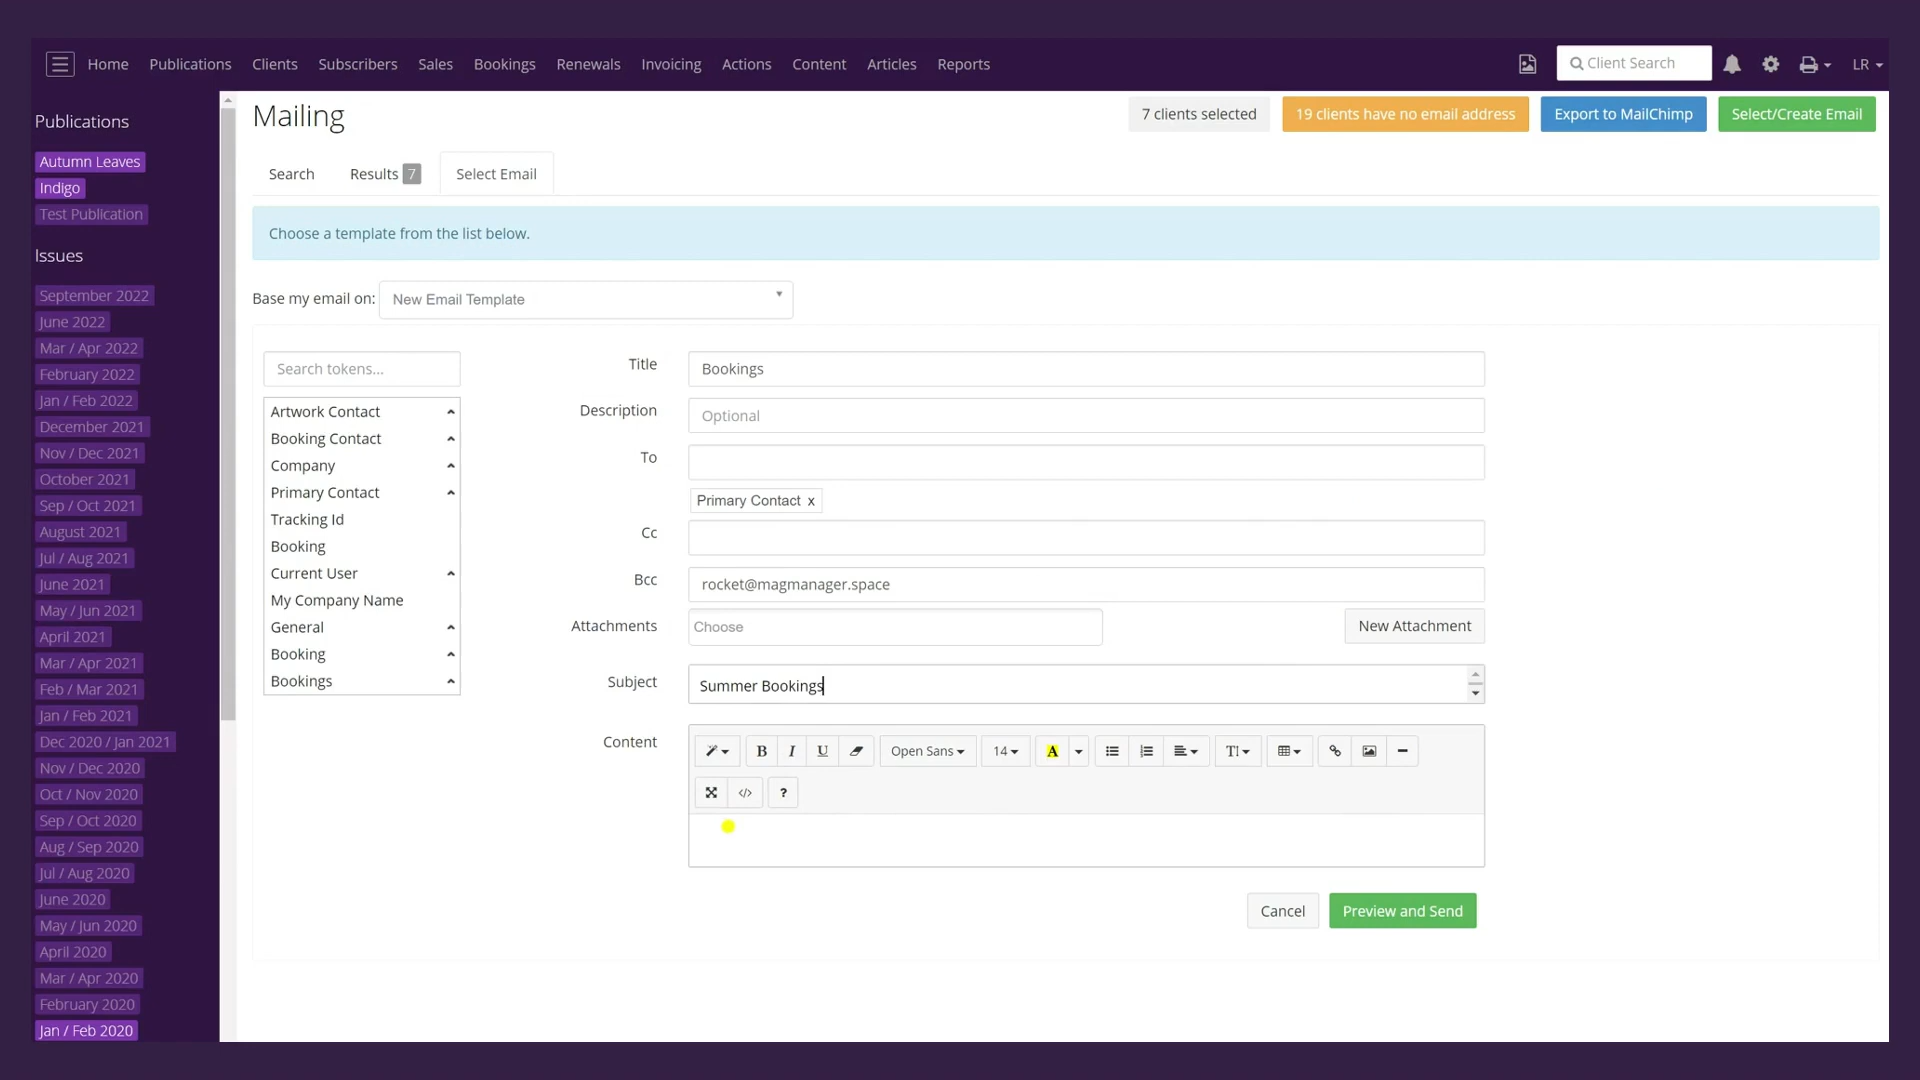 Home Publications Clients Subscribers Sales Bookings Renewals Invoicing Actions Content Articles Reports Client Search LR
Publications
Autumn Leaves
Indigo
Test Publication
Issues
September 2022
June 2022
Mar / Apr 2022
February 2022
Jan / Feb 2022
December 2021
Nov / Dec 2021
October 2021
Sep / Oct 2021
August 2021
Jul / Aug 2021
June 2021
May / Jun 2021
April 2021
Mar / Apr 2021
Feb / Mar 2021
Jan / Feb 2021
Dec 2020 / Jan 2021
Nov / Dec 2020
Oct / Nov 2020
Sep / Oct 2020
Aug / Sep 2020
Jul / Aug 2020
June 2020
May / Jun 2020
April 2020
Mar / Apr 2020
February 2020
Jan / Feb 2020
Mailing
7 clients selected 19 clients have no email address Export to MailChimp Select/Create Email
Search Results 7 Select Email
Choose a template from the list below.
Base my email on: New Email Template
Search tokens...
Artwork Contact
Booking Contact
Company
Primary Contact
Tracking Id
Booking
Current User
My Company Name
General
Booking
Bookings
Title Bookings
Description Optional
To
Primary Contact x
Cc
Bcc rocket@magmanager.space
Attachments Choose New Attachment
Subject Summer Bookings
Content
B I U Open Sans 14 A T!
</> ?
Cancel Preview and Send